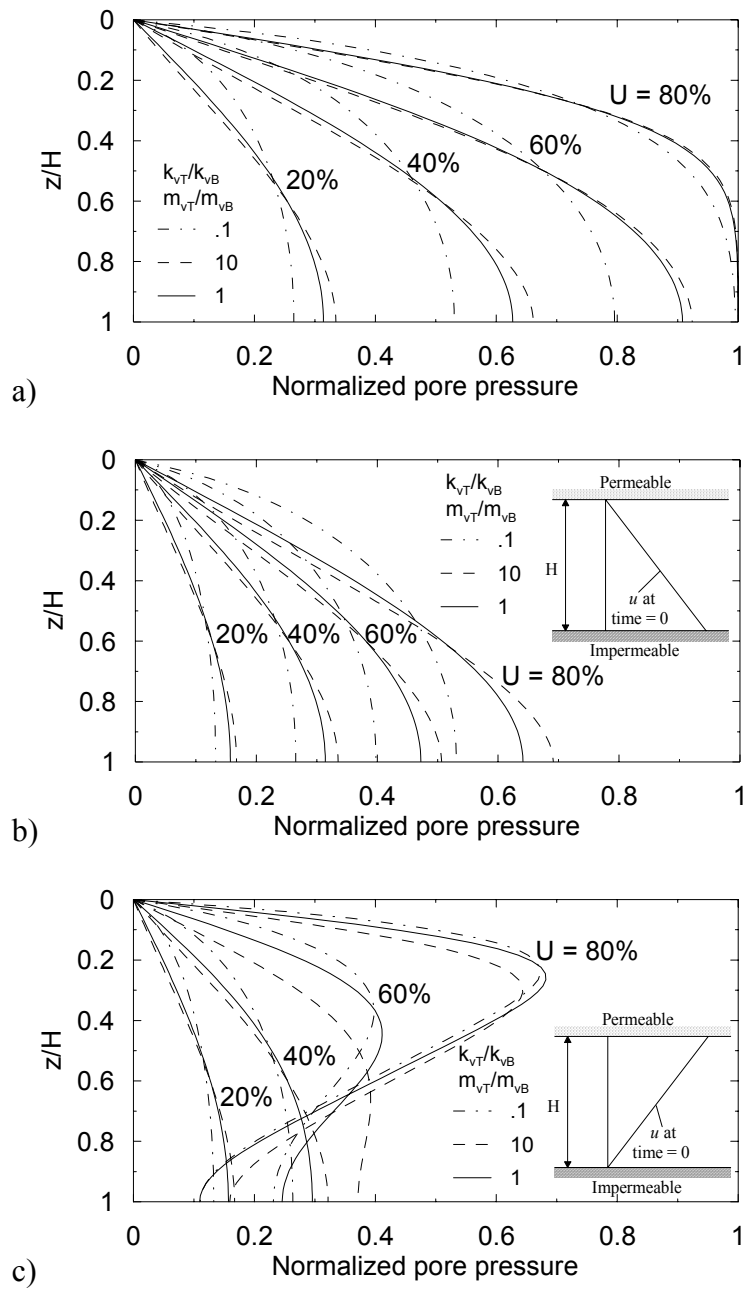 0
0.2
0.4
0.6
0.8
1
z/H
U = 80%
60%
40%
20%
kvT/kvB
mvT/mvB
.1
10
1
0 0.2 0.4 0.6 0.8 1
Normalized pore pressure
a)
0
0.2
0.4
0.6
0.8
1
z/H
kvT/kvB
mvT/mvB
.1
10
1
Permeable
H
u at
time = 0
Impermeable
20%
40%
60%
U = 80%
0 0.2 0.4 0.6 0.8 1
Normalized pore pressure
b)
0
0.2
0.4
0.6
0.8
1
z/H
U = 80%
60%
40%
20%
kvT/kvB
mvT/mvB
.1
10
1
Permeable
H
u at
time = 0
Impermeable
0 0.2 0.4 0.6 0.8 1
Normalized pore pressure
c)